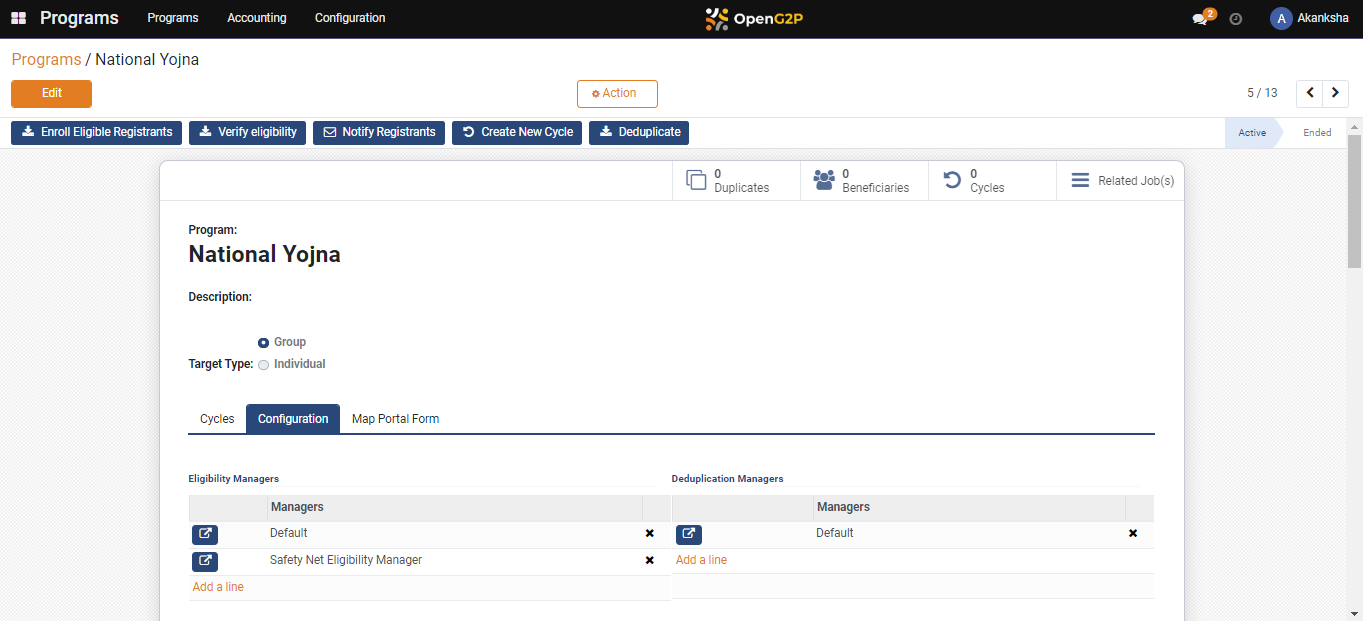 Programs Programs Accounting Configuration OpenG2P 2 A Akanksha
Programs / National Yojna
Edit Action 5 / 13
Enroll Eligible Registrants Verify eligibility Notify Registrants Create New Cycle Deduplicate Active Ended
0 Duplicates 0 Beneficiaries 0 Cycles Related Job(s)
Program:
National Yojna
Description:
Group
Target Type: Individual
Cycles Configuration Map Portal Form
Eligibility Managers Deduplication Managers
Managers Managers
Default Default
Safety Net Eligibility Manager Add a line
Add a line